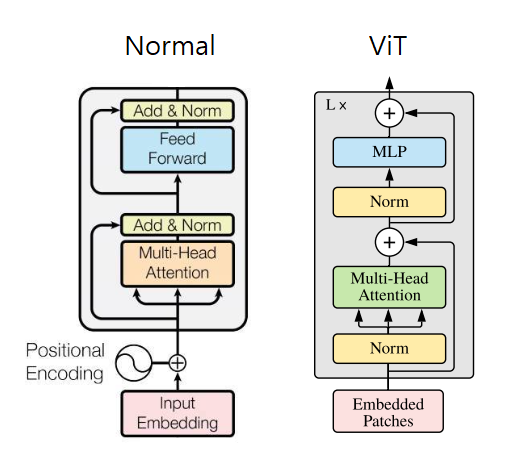 Normal
ViT
Add & Norm
Feed
Forward
Add & Norm
Multi-Head
Attention
Positional
Encoding
Input
Embedding
L ×
+
MLP
Norm
+
Multi-Head
Attention
Norm
Embedded
Patches